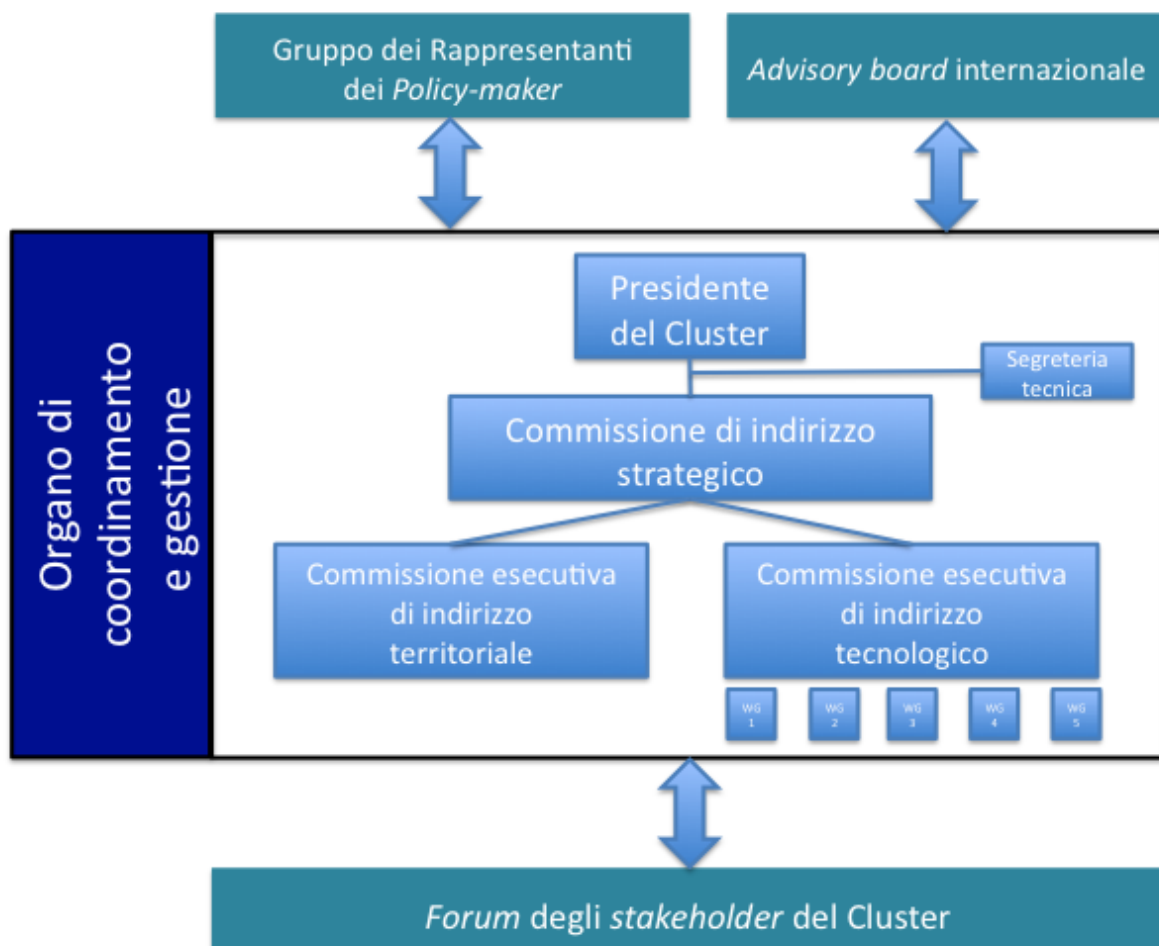 Gruppo dei Rappresentanti
dei Policy-maker
Advisory board internazionale
Organo di
coordinamento
e gestione
Presidente
del Cluster
Segreteria
tecnica
Commissione di indirizzo
strategico
Commissione esecutiva
di indirizzo
territoriale
Commissione esecutiva
di indirizzo
tecnologico
WG
1
WG
2
WG
3
WG
4
WG
5
Forum degli stakeholder del Cluster